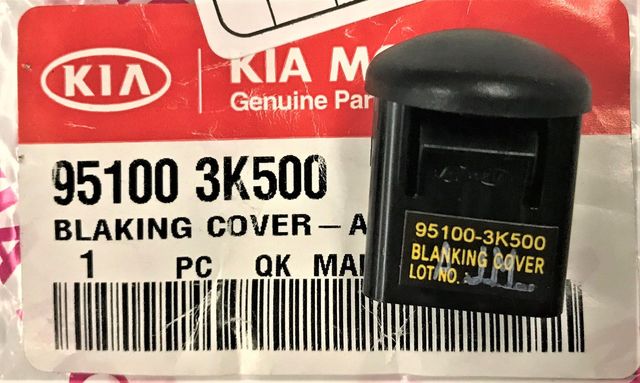 KIA
KIA M
Genuine Par
95100 3K500
BLAKING COVER – A
1 PC QK MA
95100-3K500
BLANKING COVER
LOT NO.